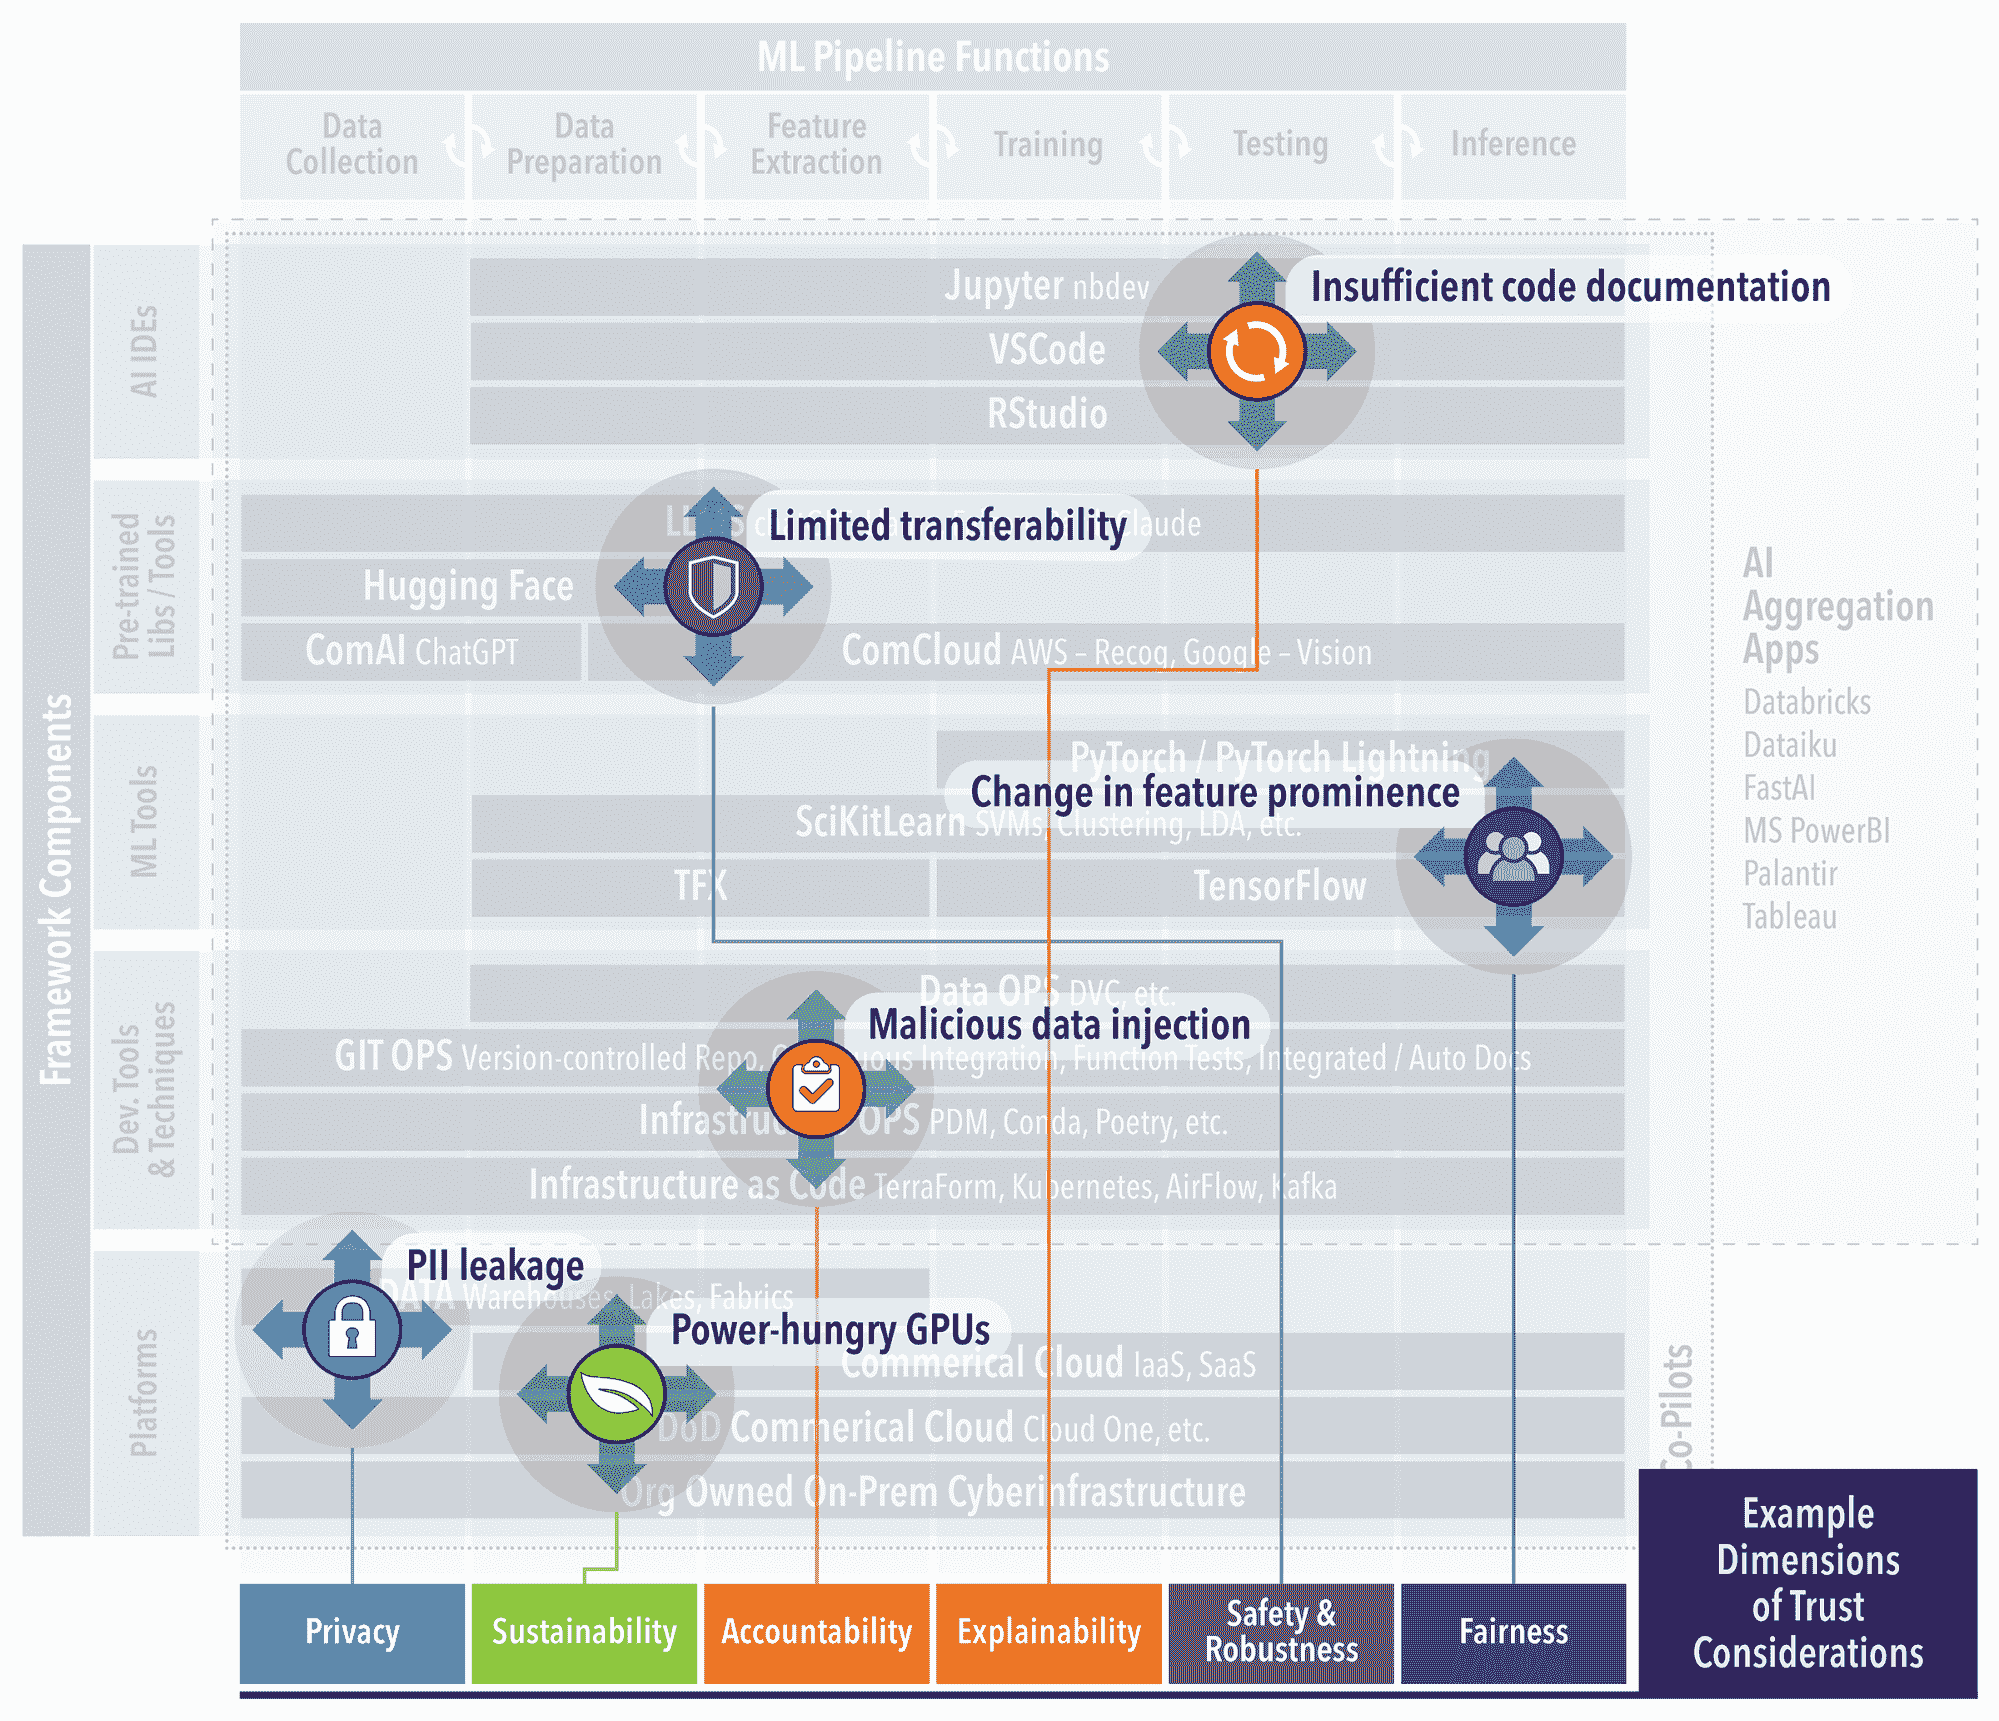 ML Pipeline Functions
Data
Collection
Data
Preparation
Feature
Extraction
Training
Testing
Inference
Framework Components
AI IDEs
Jupyter nbdev
Insufficient code documentation
VSCode
RStudio
Pre-trained
Libs / Tools
Limited transferability
Claude
Hugging Face
ComAI ChatGPT
ComCloud AWS – Recog, Google – Vision
AI
Aggregation
Apps
Databricks
Dataiku
FastAI
MS PowerBI
Palantir
Tableau
ML Tools
PyTorch / PyTorch Lightning
Change in feature prominence
SciKitLearn SVMs, Clustering, LDA, etc.
TFX
TensorFlow
Dev. Tools
& Techniques
Data OPS DVC, etc.
Malicious data injection
GIT OPS Version-controlled Repo, Integration, Function Tests, Integrated / Auto Docs
OPS PDM, Conda, Poetry, etc.
Infrastructure as Code TerraForm, Kubernetes, AirFlow, Kafka
Platforms
PII leakage
DATA Warehouses, Lakes, Fabrics
Power-hungry GPUs
Commerical Cloud IaaS, SaaS
DoD Commerical Cloud Cloud One, etc.
Org Owned On-Prem Cyberinfrastructure
Co-Pilots
Privacy
Sustainability
Accountability
Explainability
Safety &
Robustness
Fairness
Example
Dimensions
of Trust
Considerations